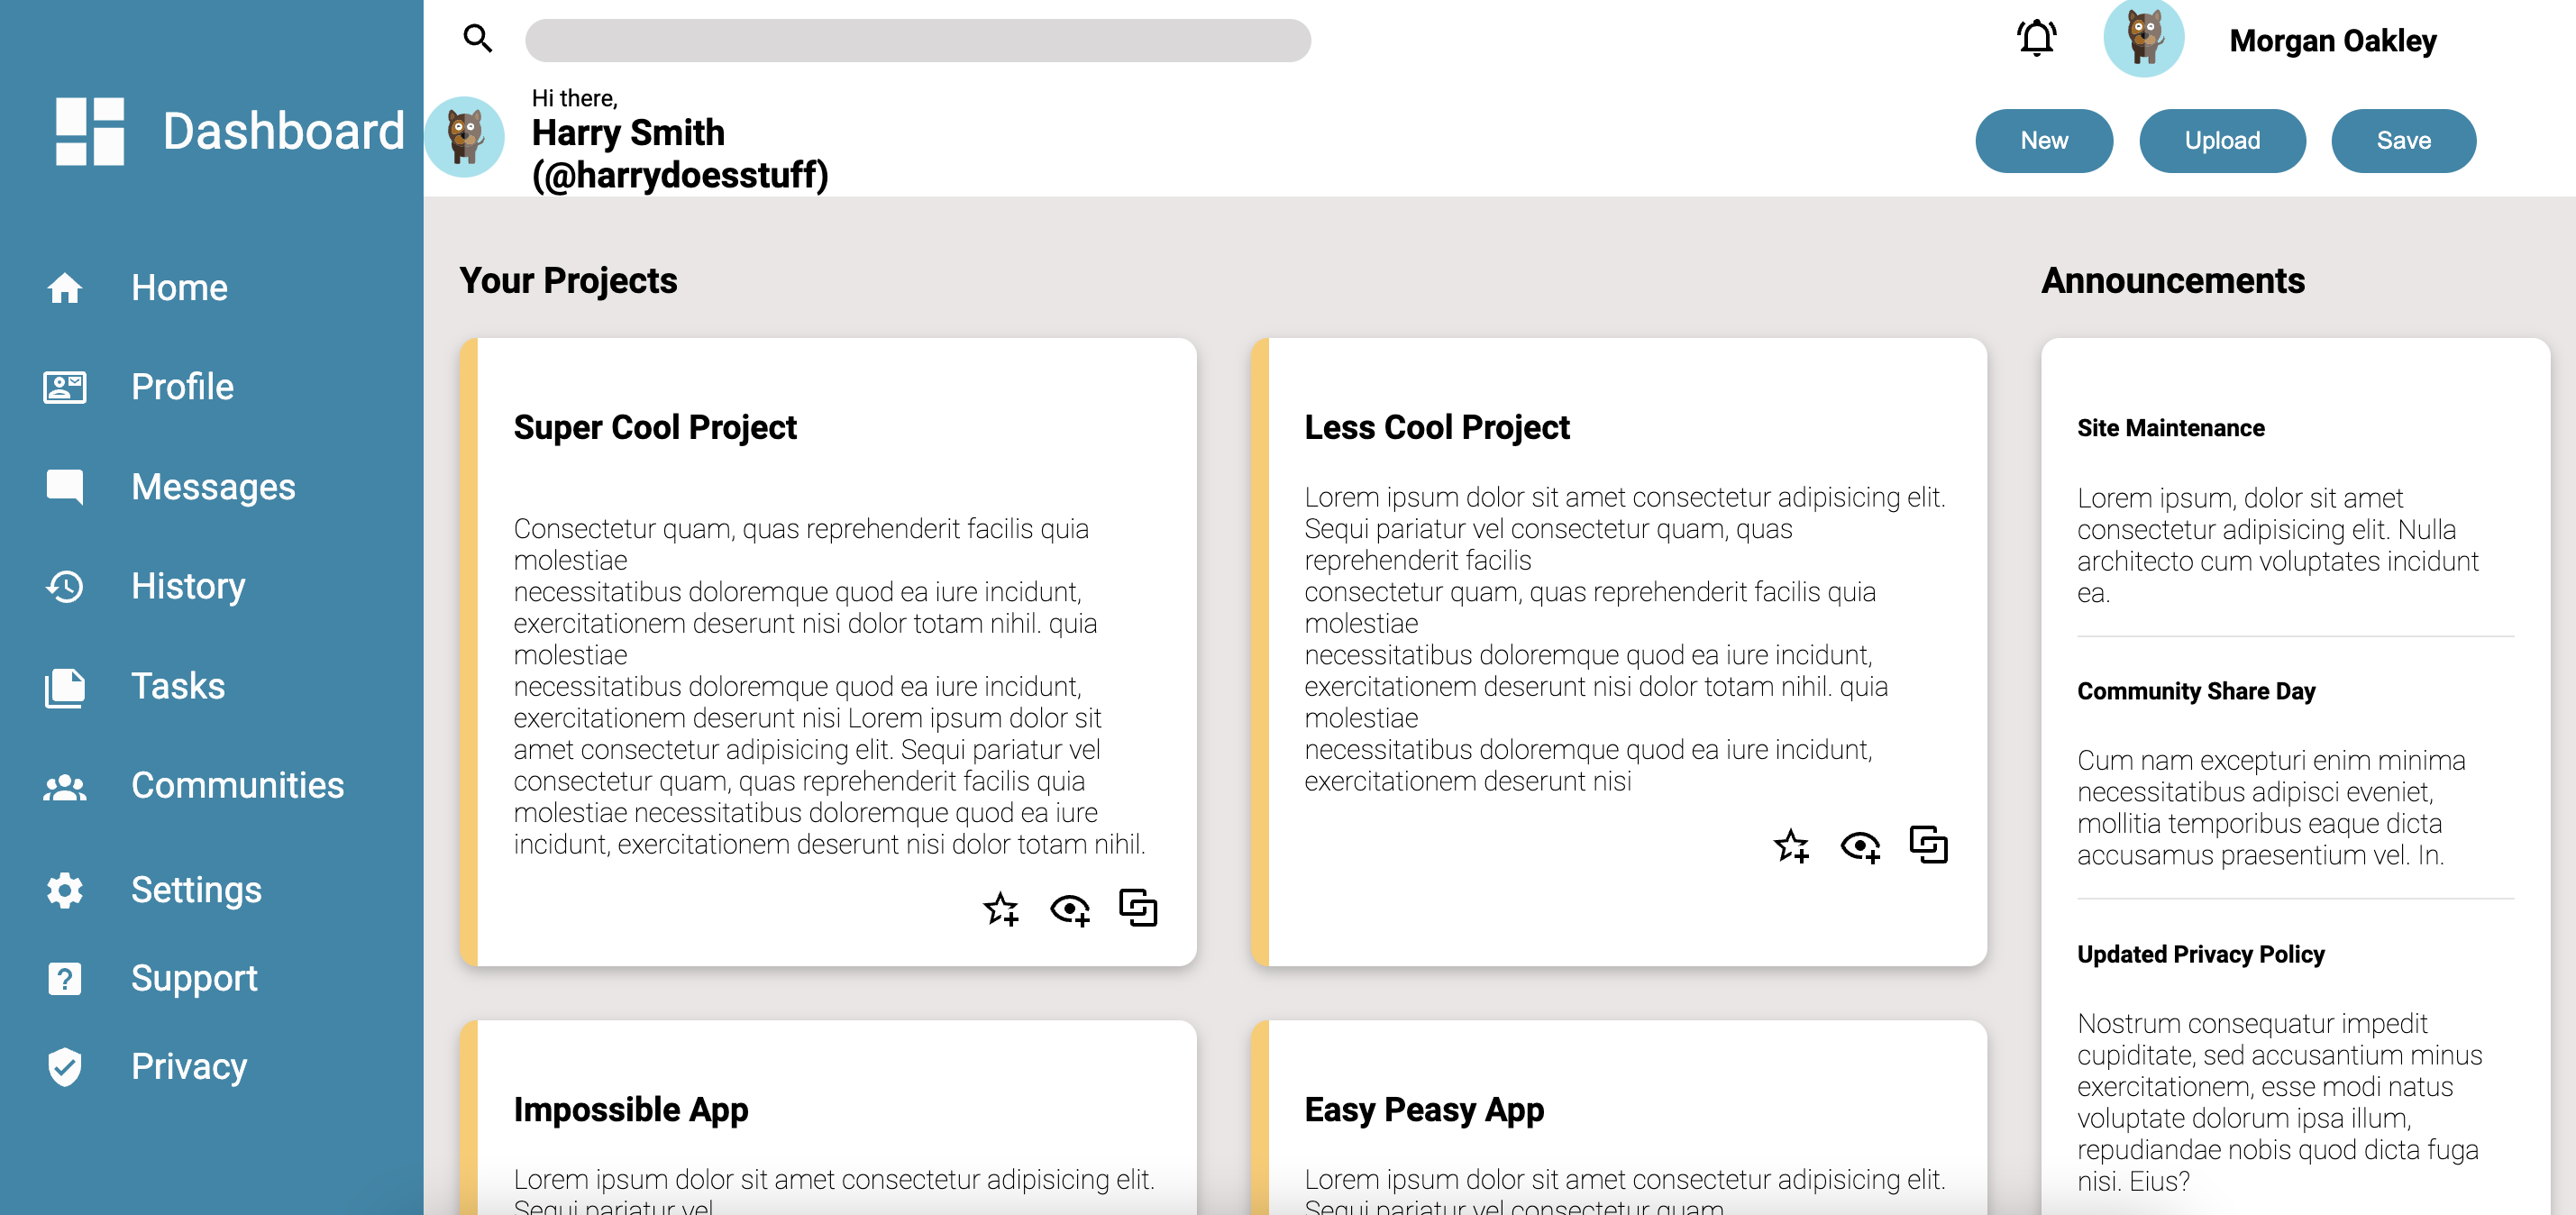 Dashboard
Home
Profile
Messages
History
Tasks
Communities
Settings
Support
Privacy
Morgan Oakley
Hi there,
Harry Smith
(@harrydoesstuff)
New
Upload
Save
Your Projects
Super Cool Project
Consectetur quam, quas reprehenderit facilis quia
molestiae
necessitatibus doloremque quod ea iure incidunt,
exercitationem deserunt nisi dolor totam nihil. quia
molestiae
necessitatibus doloremque quod ea iure incidunt,
exercitationem deserunt nisi Lorem ipsum dolor sit
amet consectetur adipisicing elit. Sequi pariatur vel
consectetur quam, quas reprehenderit facilis quia
molestiae necessitatibus doloremque quod ea iure
incidunt, exercitationem deserunt nisi dolor totam nihil.
Less Cool Project
Lorem ipsum dolor sit amet consectetur adipisicing elit.
Sequi pariatur vel consectetur quam, quas
reprehenderit facilis
consectetur quam, quas reprehenderit facilis quia
molestiae
necessitatibus doloremque quod ea iure incidunt,
exercitationem deserunt nisi dolor totam nihil. quia
molestiae
necessitatibus doloremque quod ea iure incidunt,
exercitationem deserunt nisi
Impossible App
Lorem ipsum dolor sit amet consectetur adipisicing elit.
Sequi pariatur vel
Easy Peasy App
Lorem ipsum dolor sit amet consectetur adipisicing elit.
Sequi pariatur vel consectetur quam
Announcements
Site Maintenance
Lorem ipsum, dolor sit amet
consectetur adipisicing elit. Nulla
architecto cum voluptates incidunt
ea.
Community Share Day
Cum nam excepturi enim minima
necessitatibus adipisci eveniet,
mollitia temporibus eaque dicta
accusamus praesentium vel. In.
Updated Privacy Policy
Nostrum consequatur impedit
cupiditate, sed accusantium minus
exercitationem, esse modi natus
voluptate dolorum ipsa illum,
repudiandae nobis quod dicta fuga
nisi. Eius?